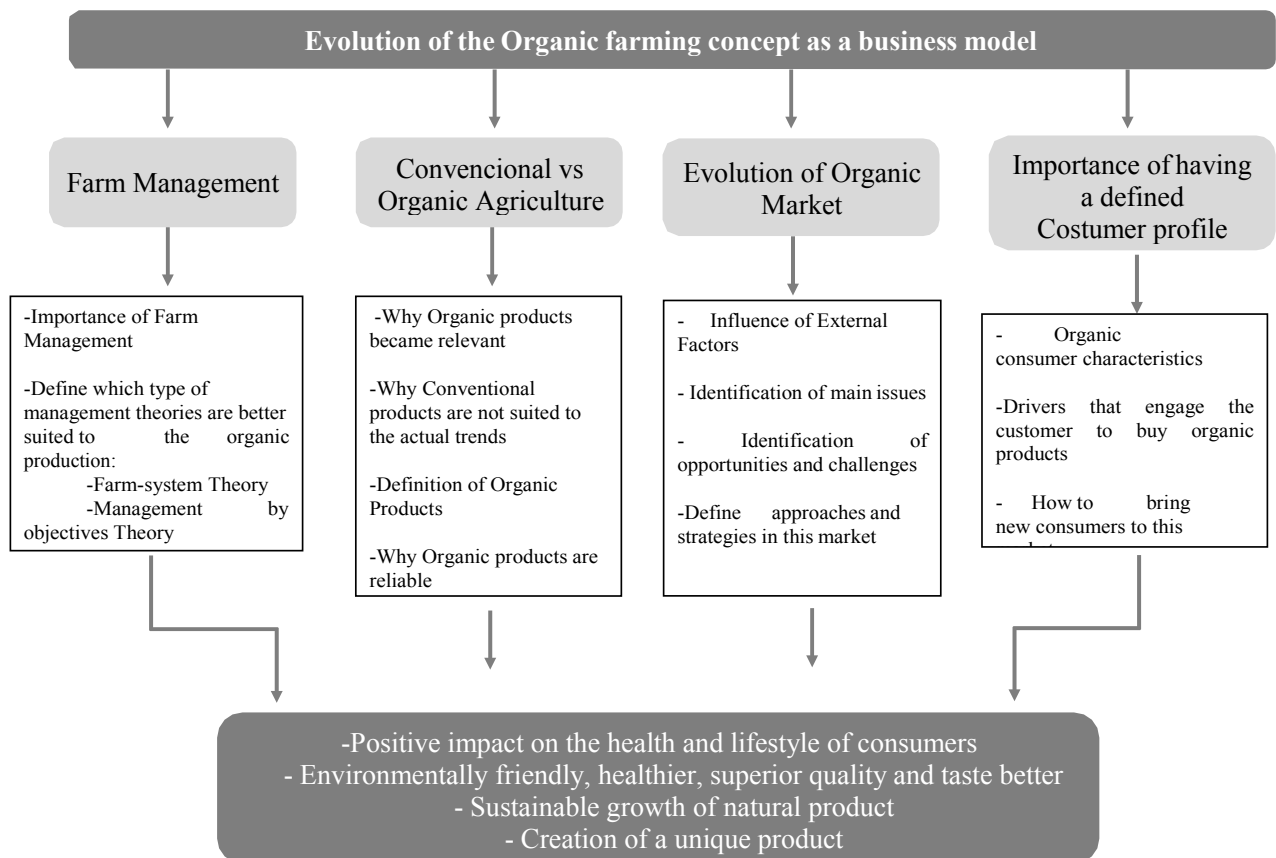 Evolution of the Organic farming concept as a business model
Farm Management
Convencional vs
Organic Agriculture
Evolution of Organic
Market
Importance of having
a defined
Costumer profile
-Importance of Farm
Management
-Define which type of
management theories are better
suited to the organic
production:
-Farm-system Theory
-Management by
objectives Theory
-Why Organic products
became relevant
-Why Conventional
products are not suited to
the actual trends
-Definition of Organic
Products
-Why Organic products are
reliable
- Influence of External
Factors
- Identification of main issues
- Identification of
opportunities and challenges
-Define approaches and
strategies in this market
- Organic
consumer characteristics
-Drivers that engage the
customer to buy organic
products
- How to bring
new consumers to this
-Positive impact on the health and lifestyle of consumers
- Environmentally friendly, healthier, superior quality and taste better
- Sustainable growth of natural product
- Creation of a unique product